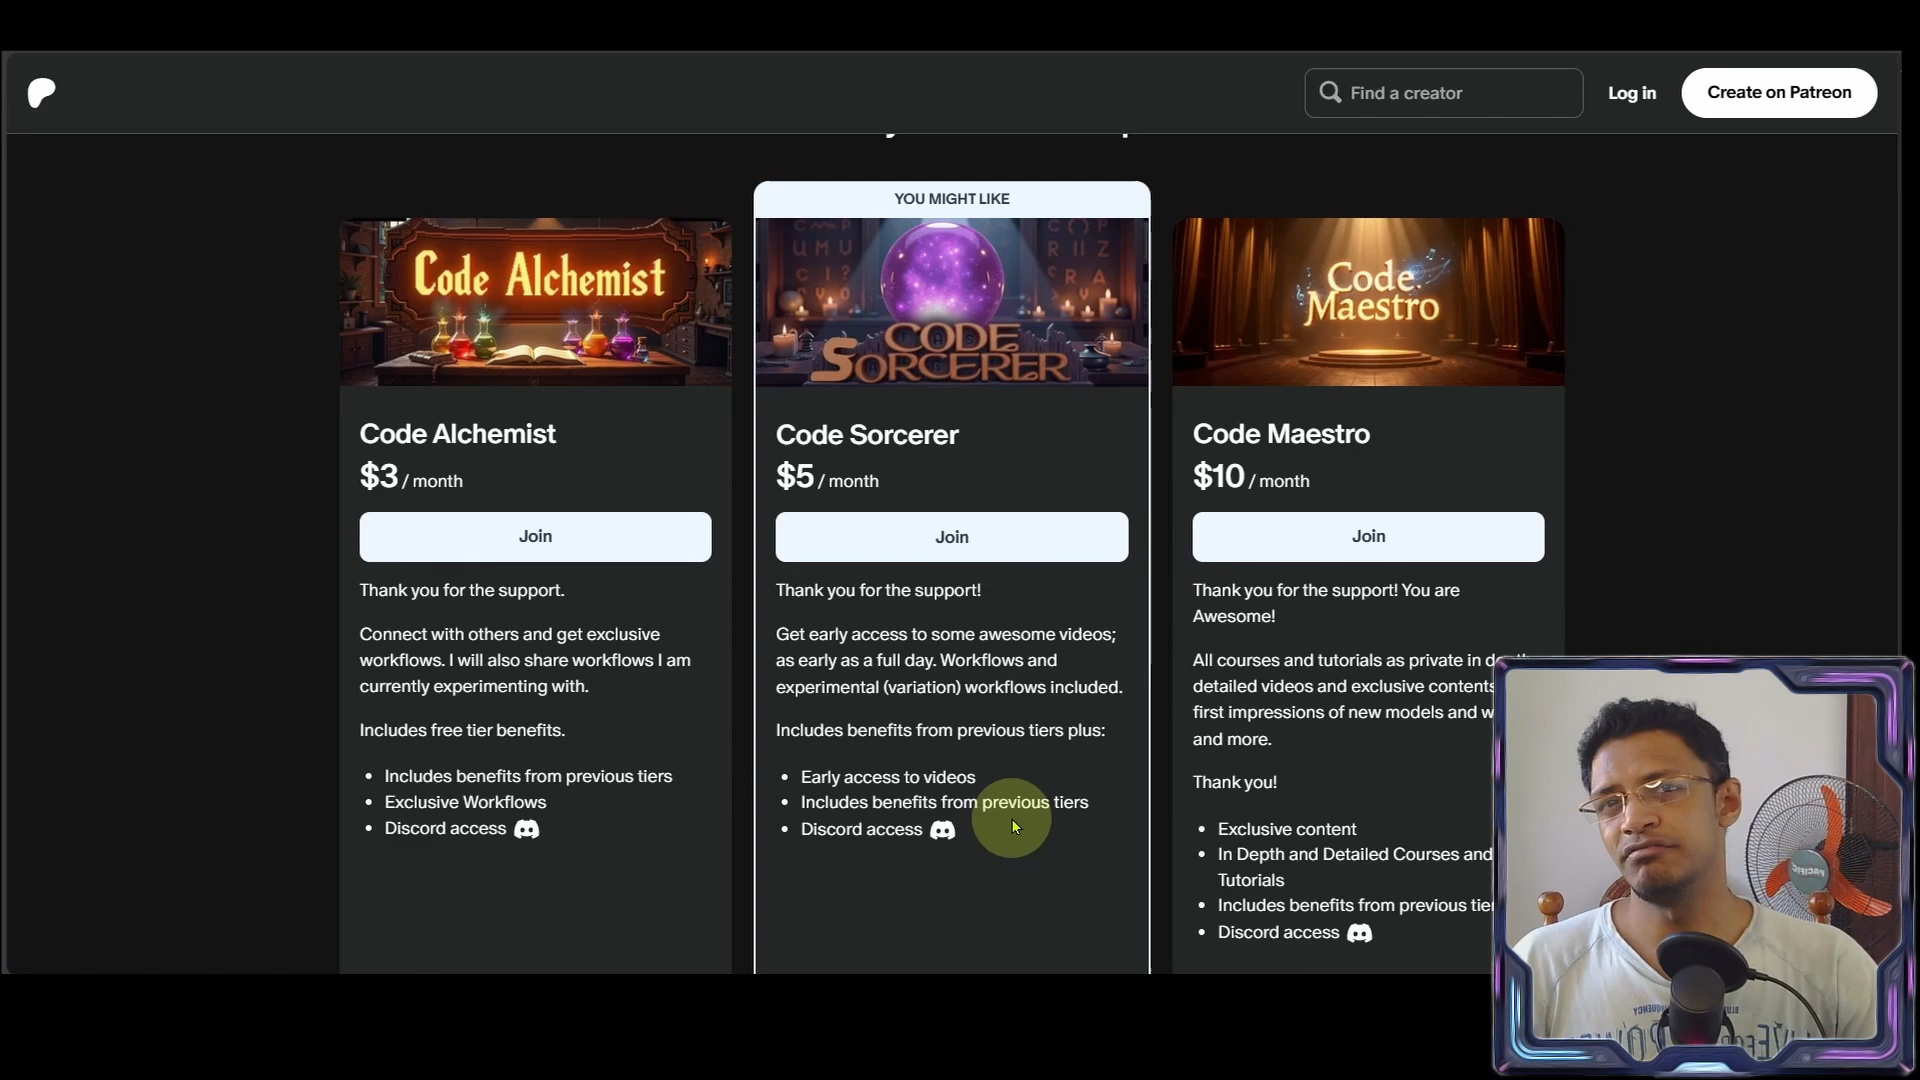 Find a creator
Log in
Create on Patreon
YOU MIGHT LIKE
Code Alchemist
CODE
SORCERER
Code
Maestro
Code Alchemist
$3 / month
Join
Thank you for the support.
Connect with others and get exclusive
workflows. I will also share workflows I am
currently experimenting with.
Includes free tier benefits.
• Includes benefits from previous tiers
• Exclusive Workflows
• Discord access
Code Sorcerer
$5 / month
Join
Thank you for the support!
Get early access to some awesome videos;
as early as a full day. Workflows and
experimental (variation) workflows included.
Includes benefits from previous tiers plus:
• Early access to videos
• Includes benefits from previous tiers
• Discord access
Code Maestro
$10 / month
Join
Thank you for the support! You are
Awesome!
All courses and tutorials as private in
detailed videos and exclusive contents
first impressions of new models and
and more.
Thank you!
• Exclusive content
• In Depth and Detailed Courses and
Tutorials
• Includes benefits from previous
• Discord access
PACIFIC